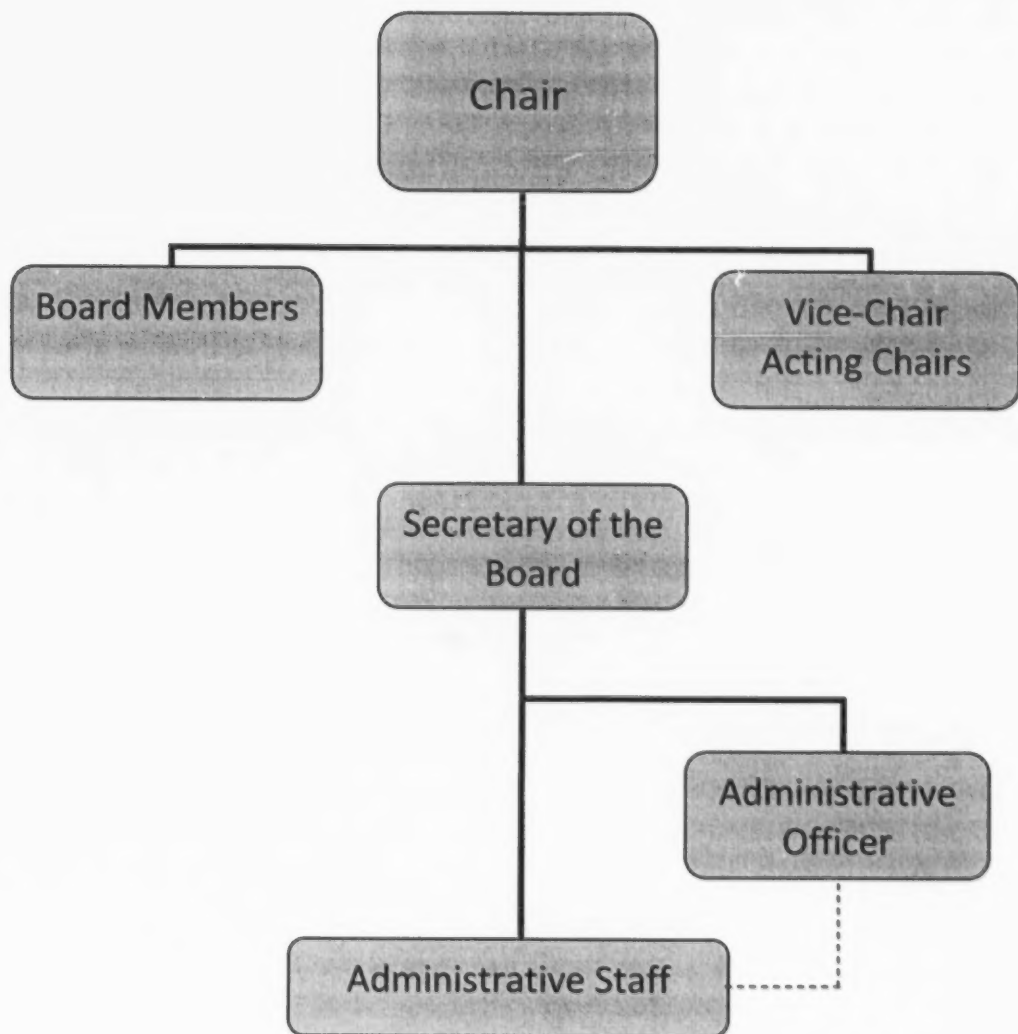 Chair
Board Members
Vice-Chair
Acting Chairs
Secretary of the
Board
Administrative
Officer
Administrative Staff